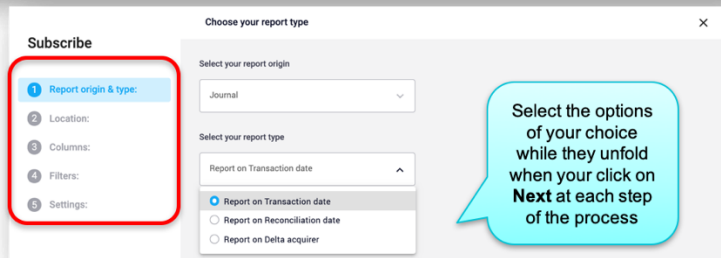 Choose your report type
Subscribe
1 Report origin & type:
2 Location:
3 Columns:
4 Filters:
5 Settings:
Select your report origin
Journal
Select your report type
Report on Transaction date
Report on Transaction date
Report on Reconciliation date
Report on Delta acquirer
Select the options
of your choice
while they unfold
when your click on
Next at each step
of the process